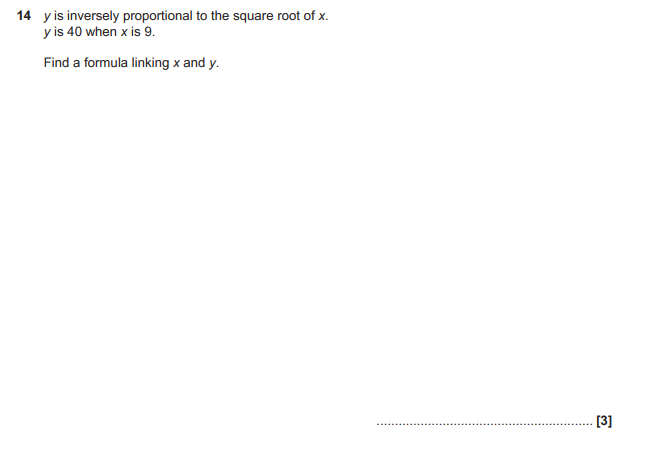 14 y is inversely proportional to the square root of x.
y is 40 when x is 9.
Find a formula linking x and y.
........................................................... [3]